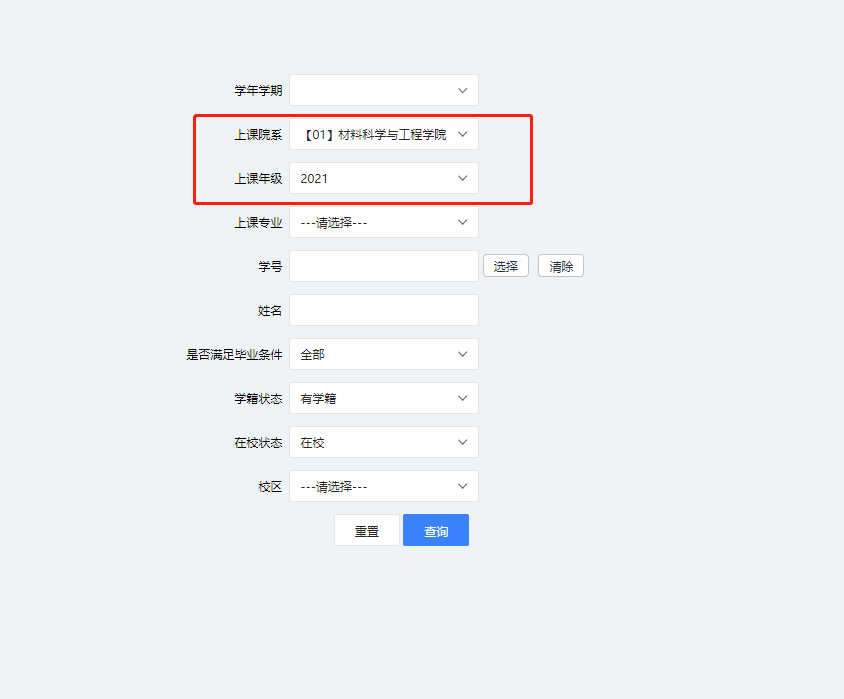 学年学期
上课院系 【01】材料科学与工程学院
上课年级 2021
上课专业 ---请选择---
学号 选择 清除
姓名
是否满足毕业条件 全部
学籍状态 有学籍
在校状态 在校
校区 ---请选择---
重置 查询